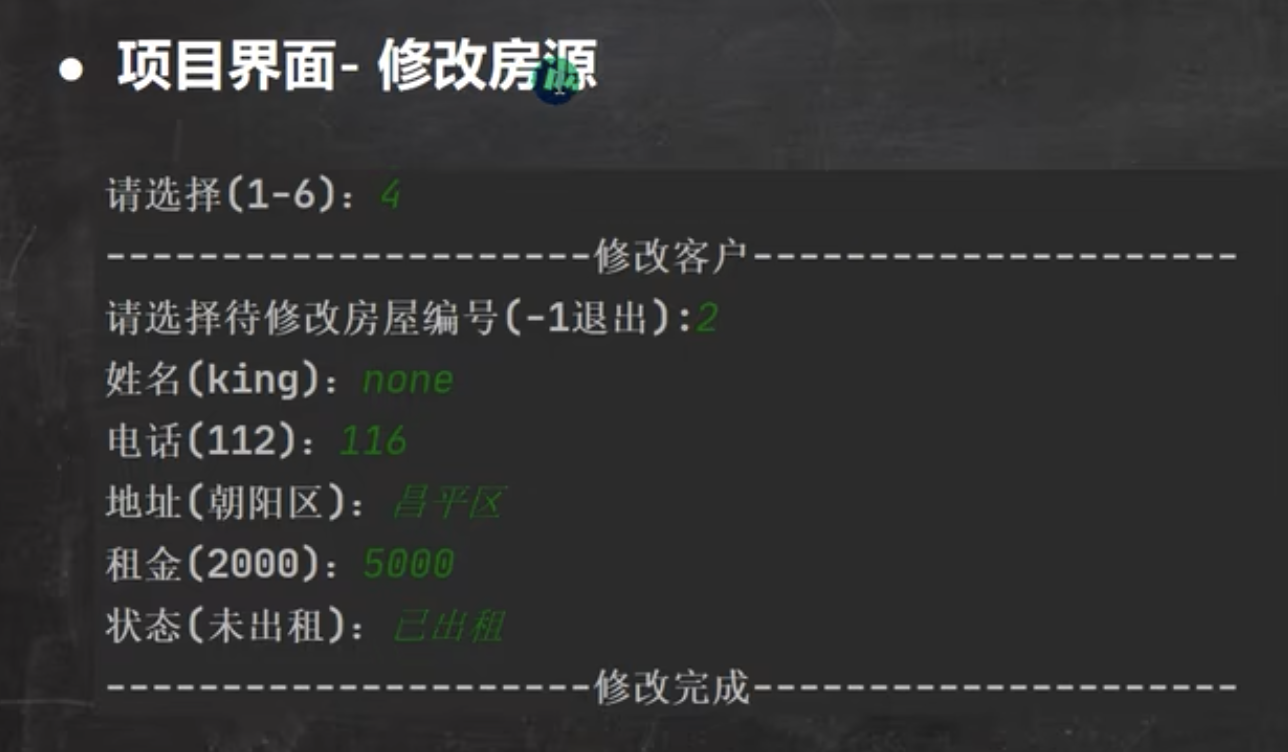 ● 项目界面- 修改房源
请选择(1-6): 4
----------------------修改客户----------------------
请选择待修改房屋编号(-1退出):2
姓名(king): none
电话(112): 116
地址(朝阳区): 昌平区
租金(2000): 5000
状态(未出租): 已出租
----------------------修改完成----------------------